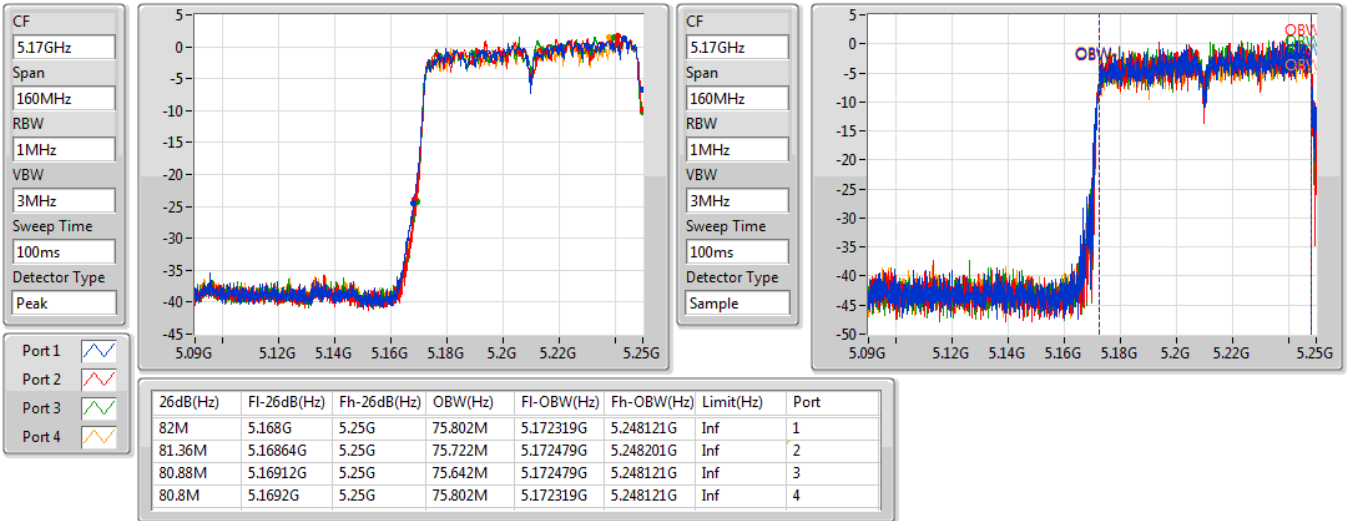 CF
5.17GHz
Span
160MHz
RBW
1MHz
VBW
3MHz
Sweep Time
100ms
Detector Type
Peak
5
0
-5
-10
-15
-20
-25
-30
-35
-40
-45
5.09G 5.12G 5.14G 5.16G 5.18G 5.2G 5.22G 5.25G
CF
5.17GHz
Span
160MHz
RBW
1MHz
VBW
3MHz
Sweep Time
100ms
Detector Type
Sample
5
0
-5
-10
-15
-20
-25
-30
-35
-40
-45
-50
OBW
5.09G 5.12G 5.14G 5.16G 5.18G 5.2G 5.22G 5.25G
Port 1
Port 2
Port 3
Port 4
26dB(Hz) Fl-26dB(Hz) Fh-26dB(Hz) OBW(Hz) Fl-OBW(Hz) Fh-OBW(Hz) Limit(Hz) Port
82M 5.168G 5.25G 75.802M 5.172319G 5.248121G Inf 1
81.36M 5.16864G 5.25G 75.722M 5.172479G 5.248201G Inf 2
80.88M 5.16912G 5.25G 75.642M 5.172479G 5.248121G Inf 3
80.8M 5.1692G 5.25G 75.802M 5.172319G 5.248121G Inf 4